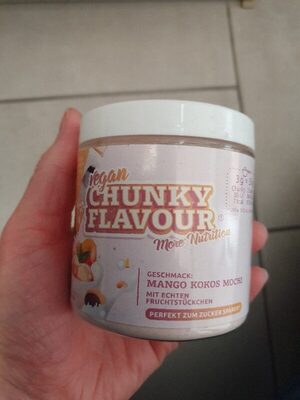 Vegan
CHUNKY
FLAVOUR
More Nutrition
GESCHMACK:
MANGO KOKOS MOCHI
MIT ECHTEN
FRUCHTSTÜCKCHEN
PERFEKT ZUM ZUCKER SPAREN